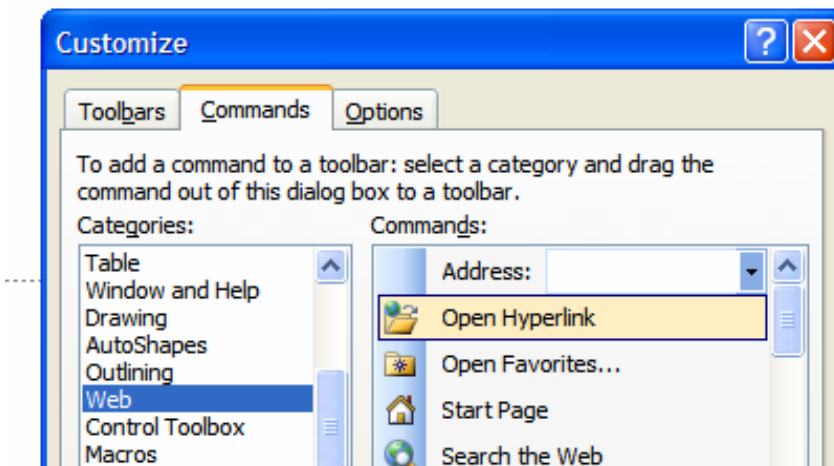 Customize
Toolbars Commands Options
To add a command to a toolbar: select a category and drag the
command out of this dialog box to a toolbar.
Categories:
Table
Window and Help
Drawing
AutoShapes
Outlining
Web
Control Toolbox
Macros
Commands:
Address:
Open Hyperlink
Open Favorites...
Start Page
Search the Web